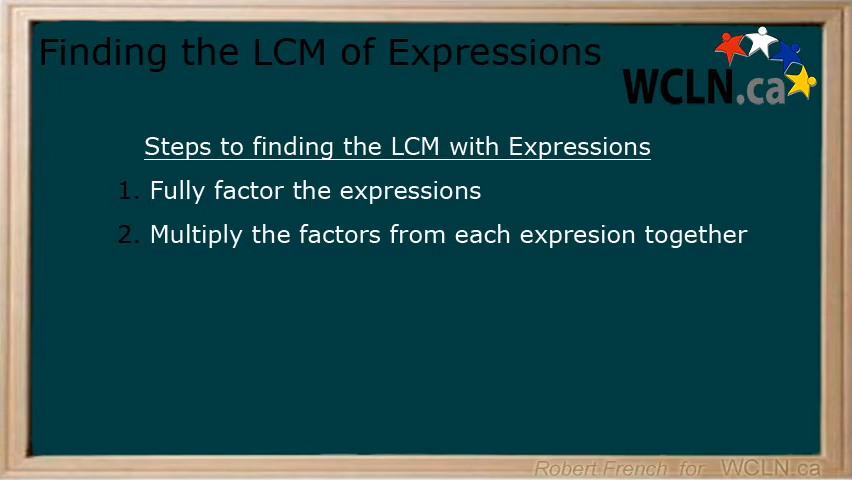 Finding the LCM of Expressions
WCLN.ca
Steps to finding the LCM with Expressions
1. Fully factor the expressions
2. Multiply the factors from each expresion together
Robert French for WCLN.ca